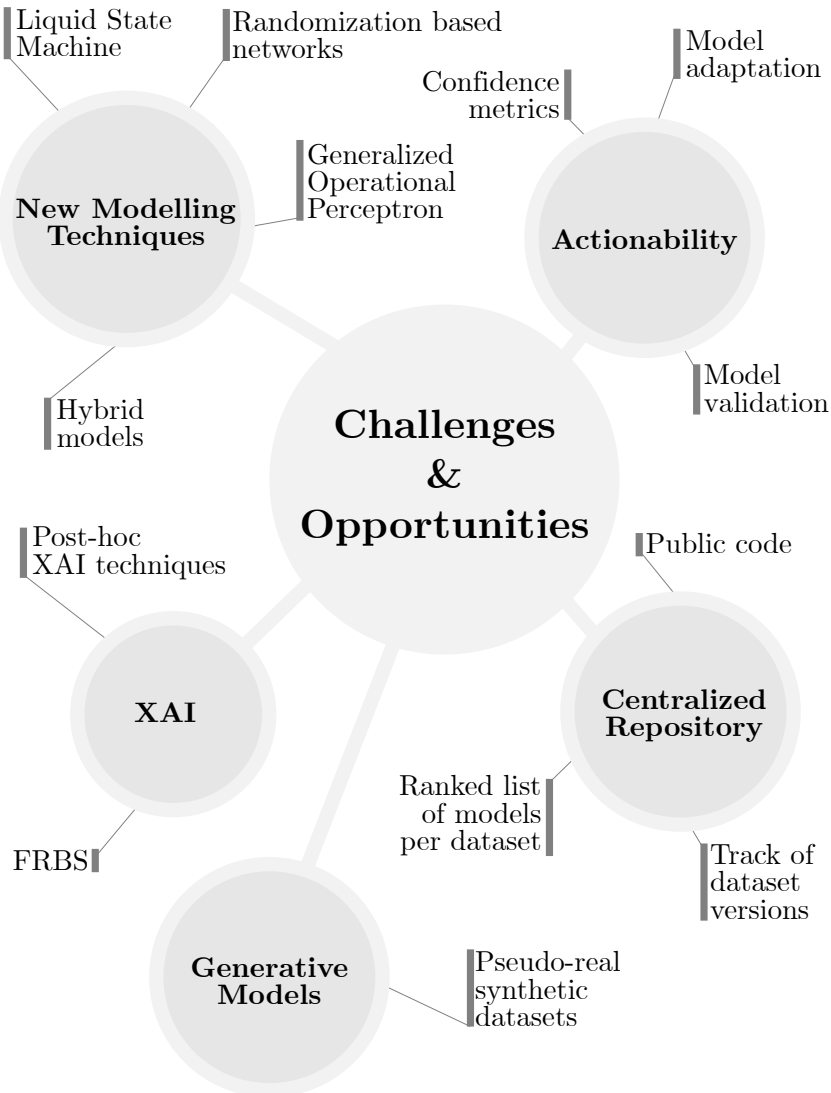 Liquid State
Machine
Randomization based
networks
Generalized
Operational
Perceptron
New Modelling
Techniques
Hybrid
models
Confidence
metrics
Model
adaptation
Actionability
Model
validation
Challenges
&
Opportunities
Post-hoc
XAI techniques
XAI
FRBS
Public code
Centralized
Repository
Ranked list
of models
per dataset
Track of
dataset
versions
Generative
Models
Pseudo-real
synthetic
datasets